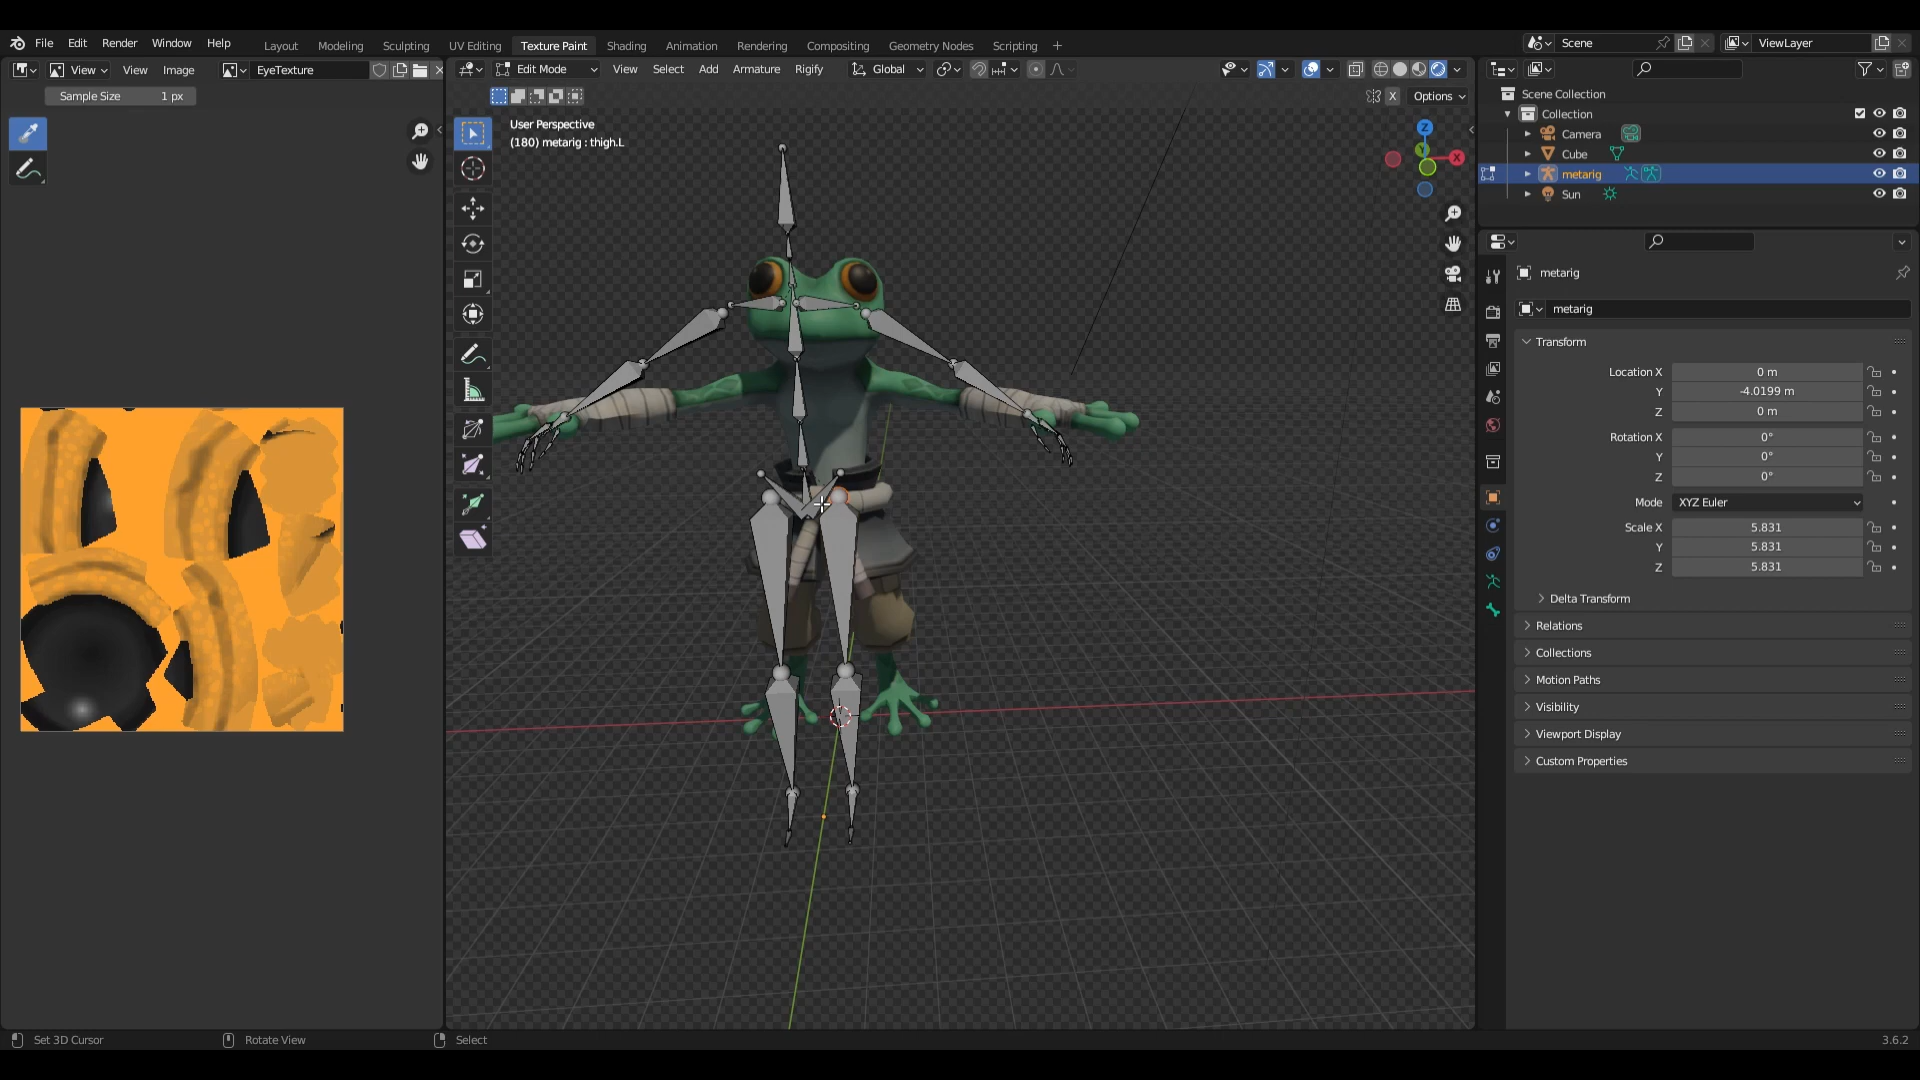 File Edit Render Window Help
Layout Modeling Sculpting UV Editing Texture Paint Shading Animation Rendering Compositing Geometry Nodes Scripting +
Scene
ViewLayer
View View Image EyeTexture
Edit Mode View Select Add Armature Rigify Global
Sample Size 1 px
X Options
User Perspective
(180) metarig : thigh.L
Z
Y
X
Scene Collection
Collection
Camera
Cube
metarig
Sun
metarig
metarig
Transform
Location X 0 m
Y -4.0199 m
Z 0 m
Rotation X 0°
Y 0°
Z 0°
Mode XYZ Euler
Scale X 5.831
Y 5.831
Z 5.831
Delta Transform
Relations
Collections
Motion Paths
Visibility
Viewport Display
Custom Properties
Set 3D Cursor Rotate View Select 3.6.2